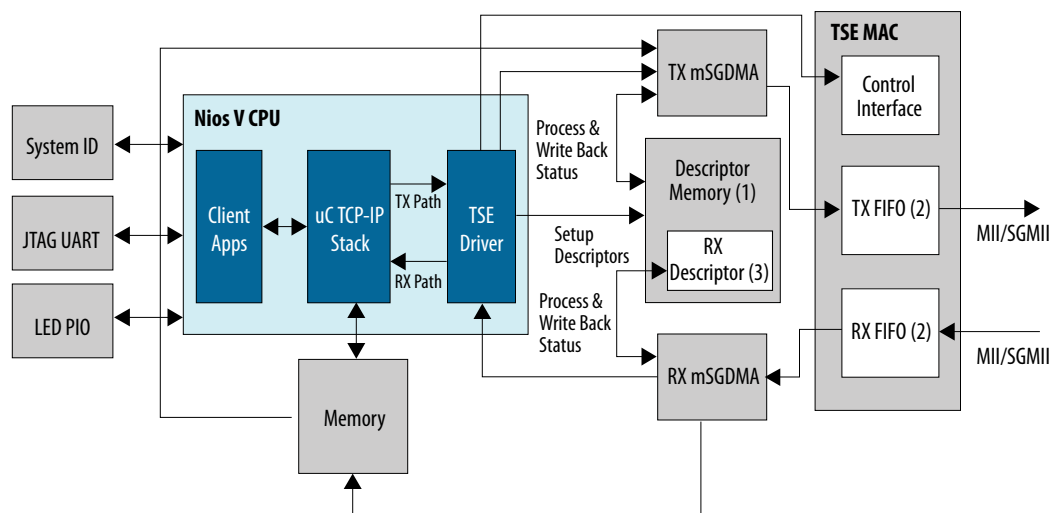 TSE MAC
TX mSGDMA
Control
Interface
Nios V CPU
System ID
Process &
Write Back
Status
Descriptor
Memory (1)
Client
Apps
uC TCP-IP
Stack
TX Path
RX Path
TSE
Driver
TX FIFO (2)
MII/SGMII
JTAG UART
Setup
Descriptors
RX
Descriptor (3)
LED PIO
Process &
Write Back
Status
RX mSGDMA
RX FIFO (2)
MII/SGMII
Memory